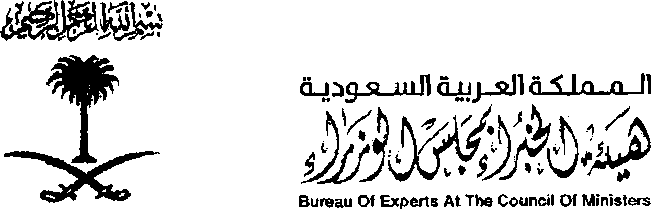 بسم الله الرحمن الرحيم
المملكة العربية السعودية
هيئة الخبراء بمجلس الوزراء
Bureau Of Experts At The Council Of Ministers